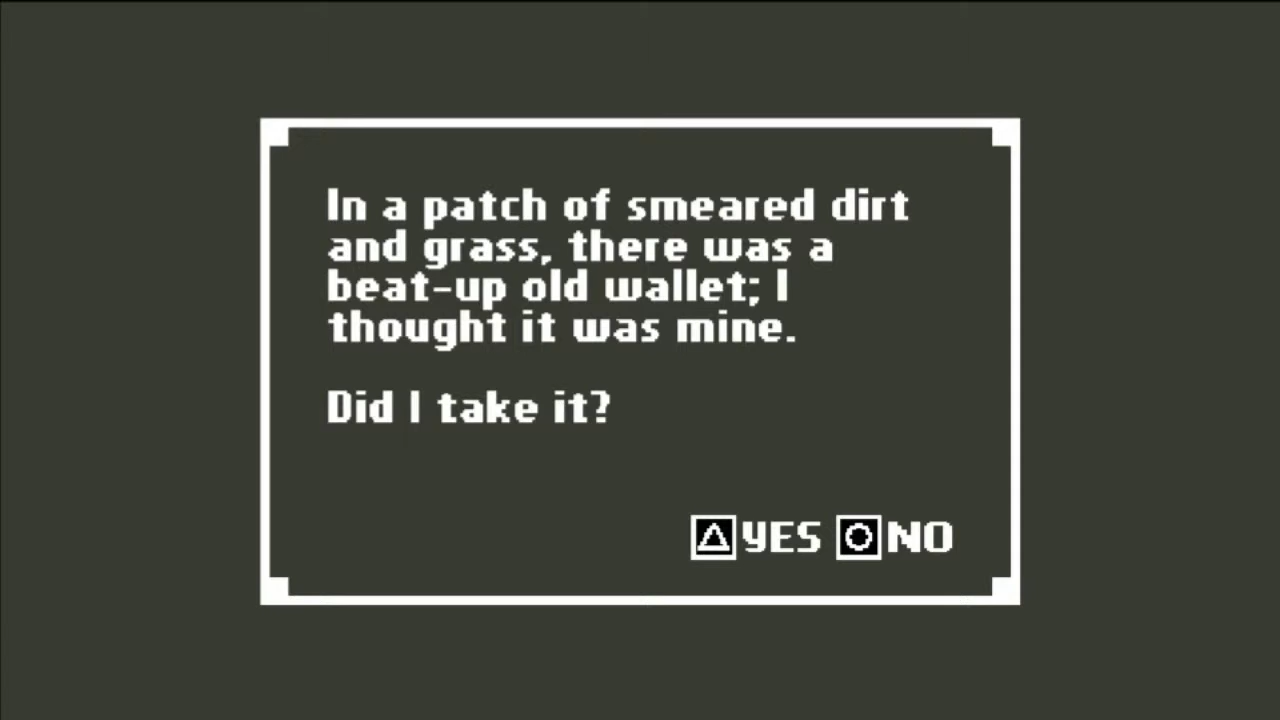 In a patch of smeared dirt
and grass, there was a
beat-up old wallet; I
thought it was mine.
Did I take it?
YES NO